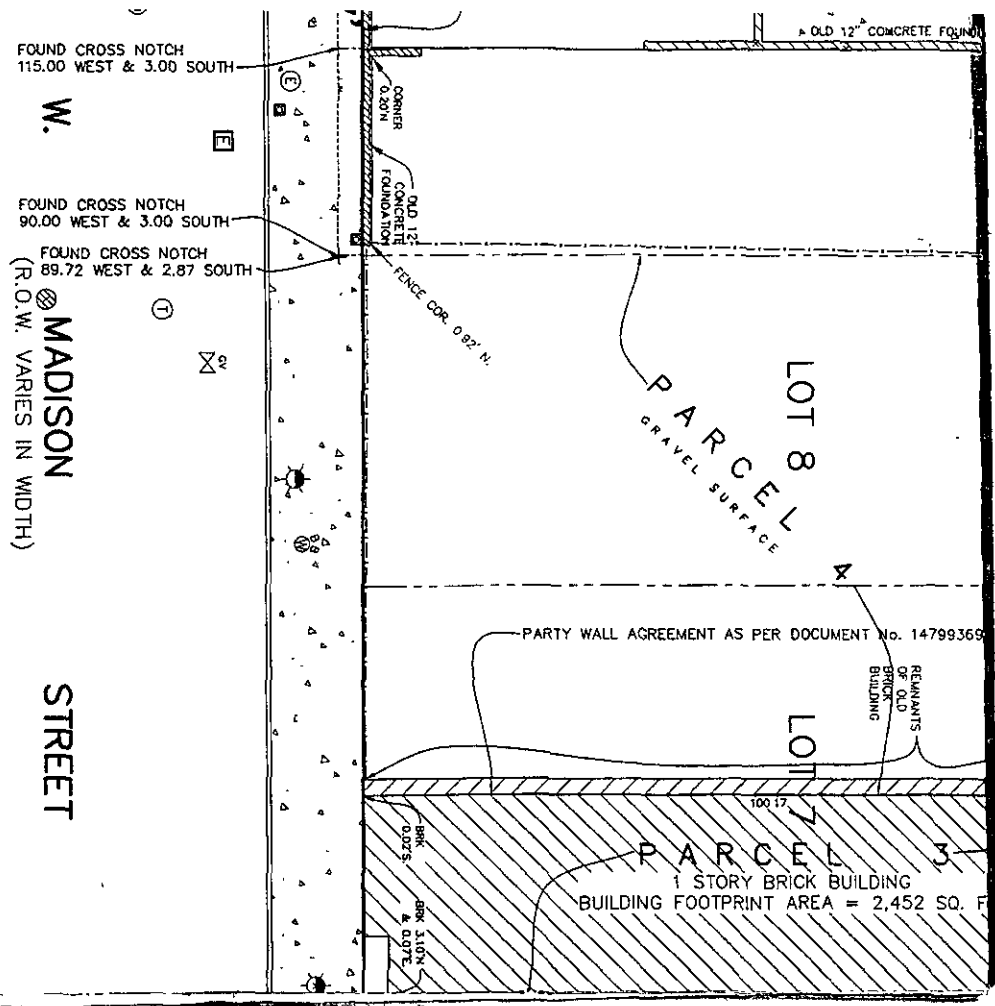 OLD 12" CONCRETE
FOUND CROSS NOTCH
115.00 WEST & 3.00 SOUTH
E
CORNER
0.20'N
W.
E
FOUND CROSS NOTCH
90.00 WEST & 3.00 SOUTH
OLD 12"
CONCRETE
FOUNDATION
FOUND CROSS NOTCH
89.72 WEST & 2.87 SOUTH
FENCE COR. 0.92' N.
T
GV
MADISON
(R.O.W. VARIES IN WIDTH)
LOT 8
PARCEL 4
GRAVEL SURFACE
W
8-8
PARTY WALL AGREEMENT AS PER DOCUMENT No. 14799369
REMNANTS
OF OLD
BRICK
BUILDING
STREET
LOT 7
100.17
BRK
0.02'S.
PARCEL 3
1 STORY BRICK BUILDING
BUILDING FOOTPRINT AREA = 2,452 SQ. F
BRK 3.10'N
& 0.07'E.